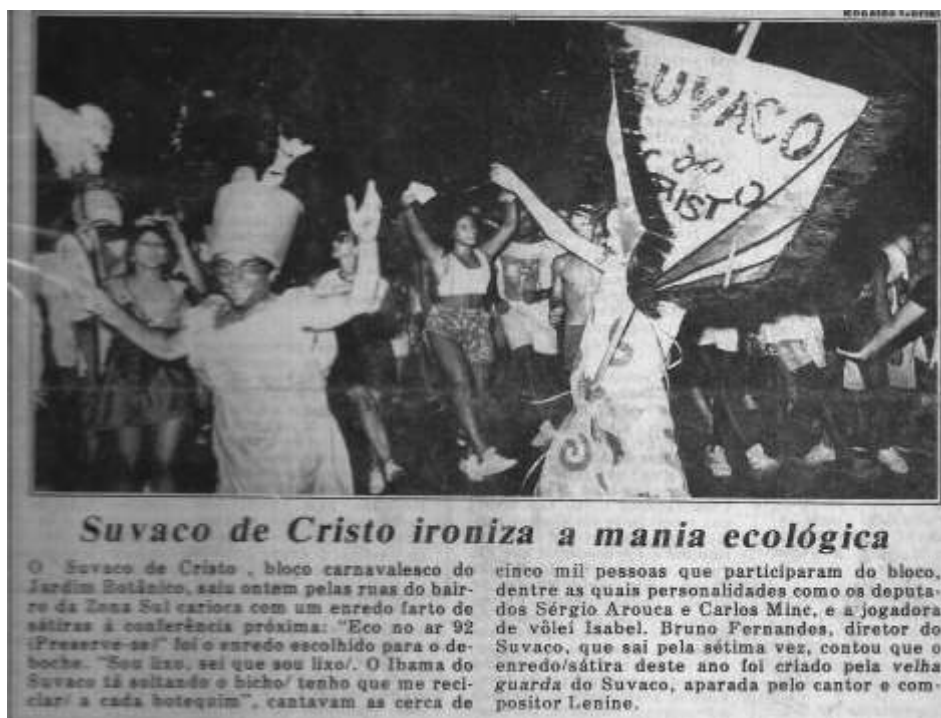 UVACO
do
RISTO
Suvaco de Cristo ironiza a mania ecológica
O Suvaco de Cristo , bloco carnavalesco do
Jardim Botânico, saiu ontem pelas ruas do bair-
ro da Zona Sul carioca com um enredo farto de
sátiras à conferência próxima: "Eco no ar 92
(Preserve-se)" foi o enredo escolhido para o de-
boche. "Sou lixo, sei que sou lixo/. O Ibama do
Suvaco tá soltando o bicho/ tenho que me reci-
clar/ a cada botequim", cantavam as cerca de
cinco mil pessoas que participaram do bloco,
dentre as quais personalidades como os deputa-
dos Sérgio Arouca e Carlos Minc, e a jogadora
de vôlei Isabel. Bruno Fernandes, diretor do
Suvaco, que sai pela sétima vez, contou que o
enredo/sátira deste ano foi criado pela velha
guarda do Suvaco, aparada pelo cantor e com-
positor Lenine.